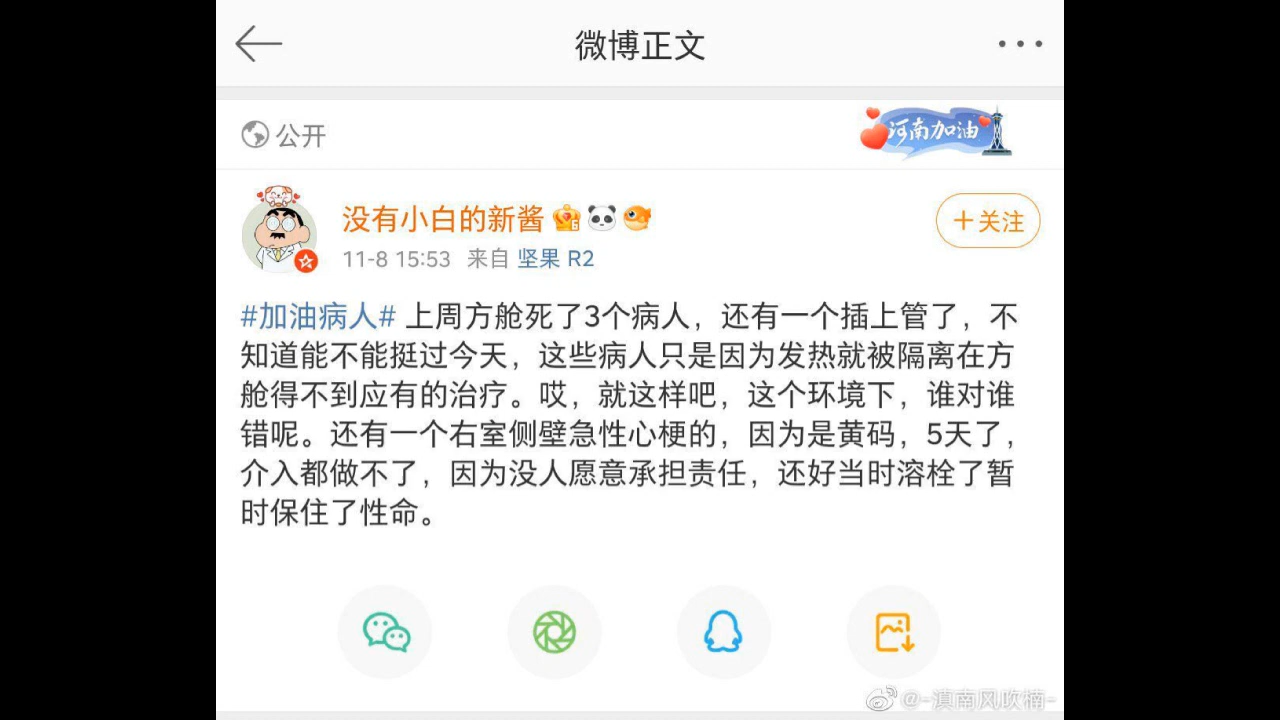 微博正文
公开
河南加油
没有小白的新酱
+关注
11-8 15:53 来自 坚果 R2
#加油病人# 上周方舱死了3个病人，还有一个插上管了，不
知道能不能挺过今天，这些病人只是因为发热就被隔离在方
舱得不到应有的治疗。哎，就这样吧，这个环境下，谁对谁
错呢。还有一个右室侧壁急性心梗的，因为是黄码，5天了，
介入都做不了，因为没人愿意承担责任，还好当时溶栓了暂
时保住了性命。
@-滇南风吹楠-